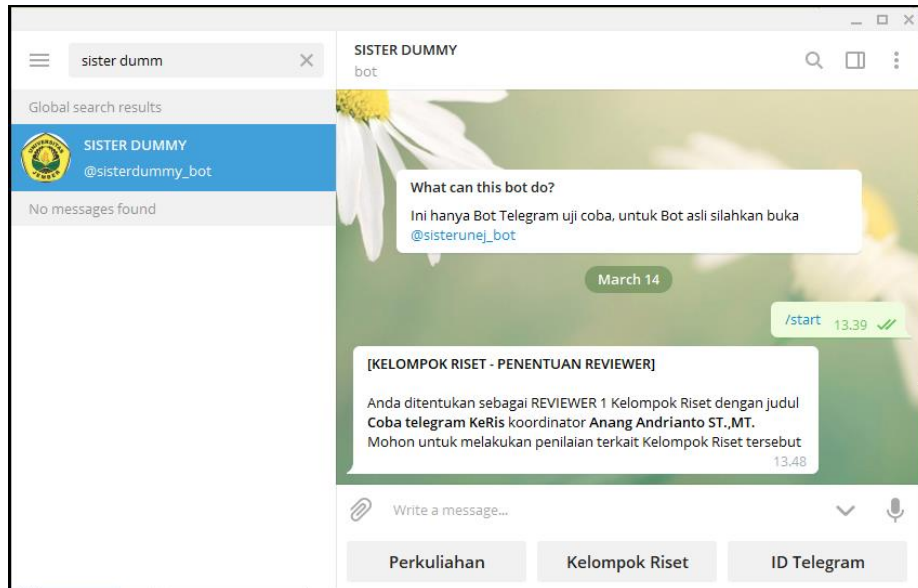 sister dumm
Global search results
SISTER DUMMY
@sisterdummy_bot
No messages found
SISTER DUMMY
bot
What can this bot do?
Ini hanya Bot Telegram uji coba, untuk Bot asli silahkan buka
@sisterunej_bot
March 14
/start 13.39
[KELOMPOK RISET - PENENTUAN REVIEWER]
Anda ditentukan sebagai REVIEWER 1 Kelompok Riset dengan judul
Coba telegram KeRis koordinator Anang Andrianto ST.,MT.
Mohon untuk melakukan penilaian terkait Kelompok Riset tersebut
13.48
Write a message...
Perkuliahan Kelompok Riset ID Telegram
UNIVERSITAS
JEMBER